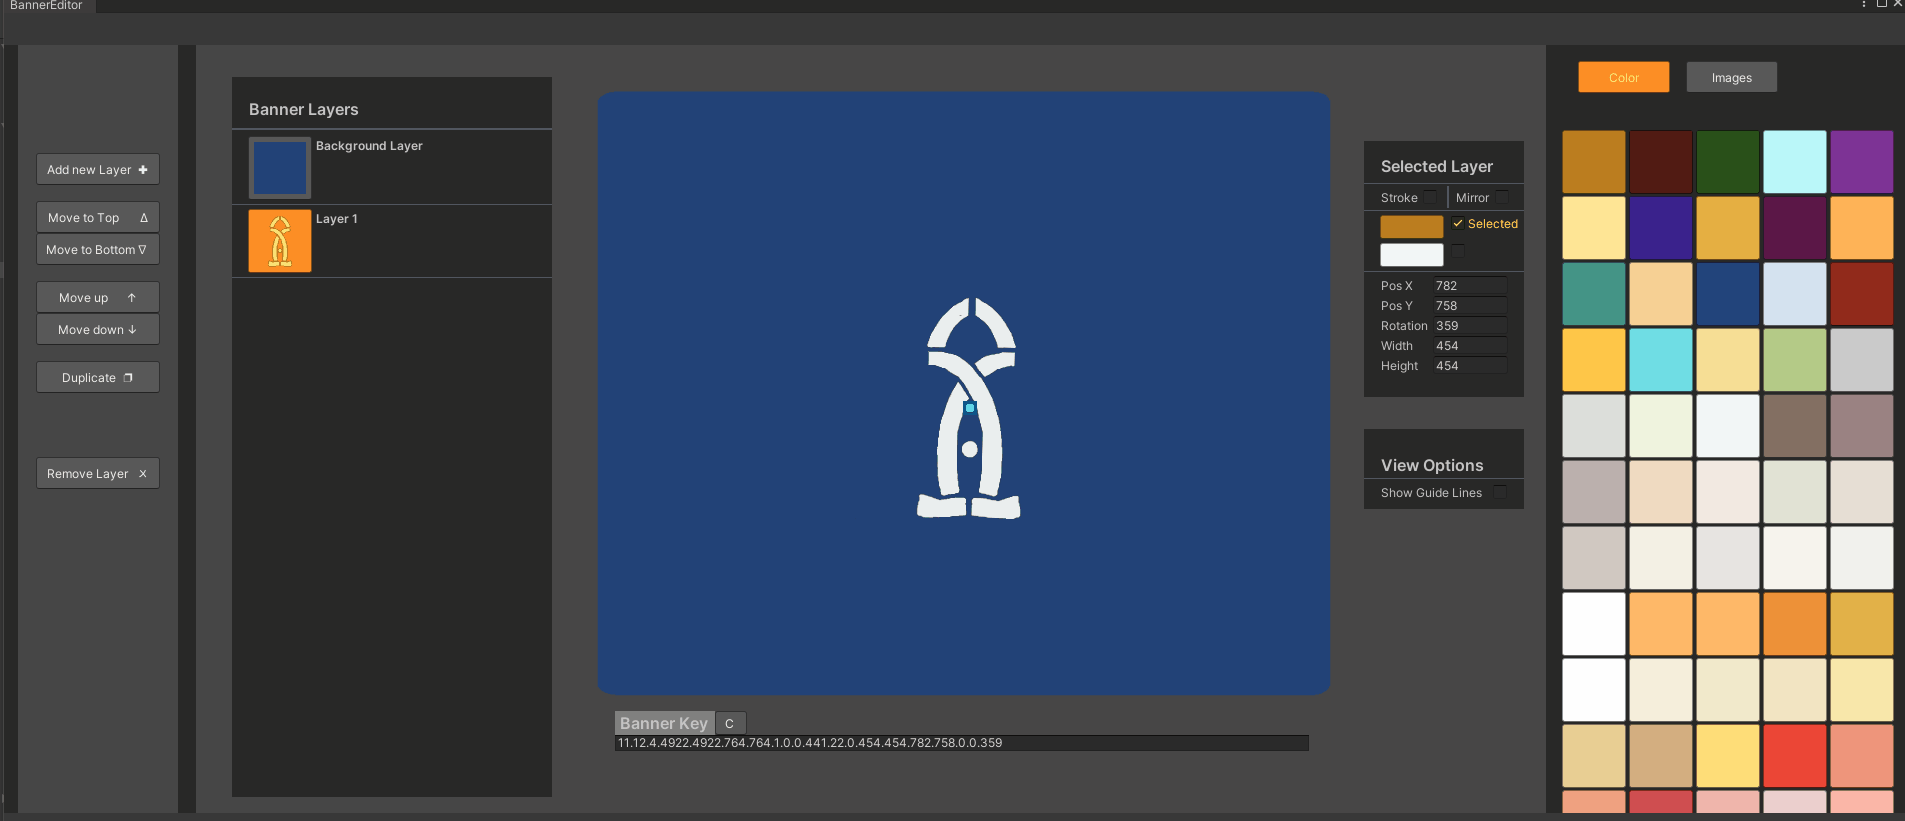 BannerEditor
Add new Layer
Move to Top
Move to Bottom
Move up ↑
Move down ↓
Duplicate
Remove Layer X
Banner Layers
Background Layer
Layer 1
Banner Key C
11.12.4.4922.4922.764.764.1.0.0.441.22.0.454.454.782.758.0.0.359
Selected Layer
Stroke Mirror
Selected
Pos X 782
Pos Y 758
Rotation 359
Width 454
Height 454
View Options
Show Guide Lines
Color Images